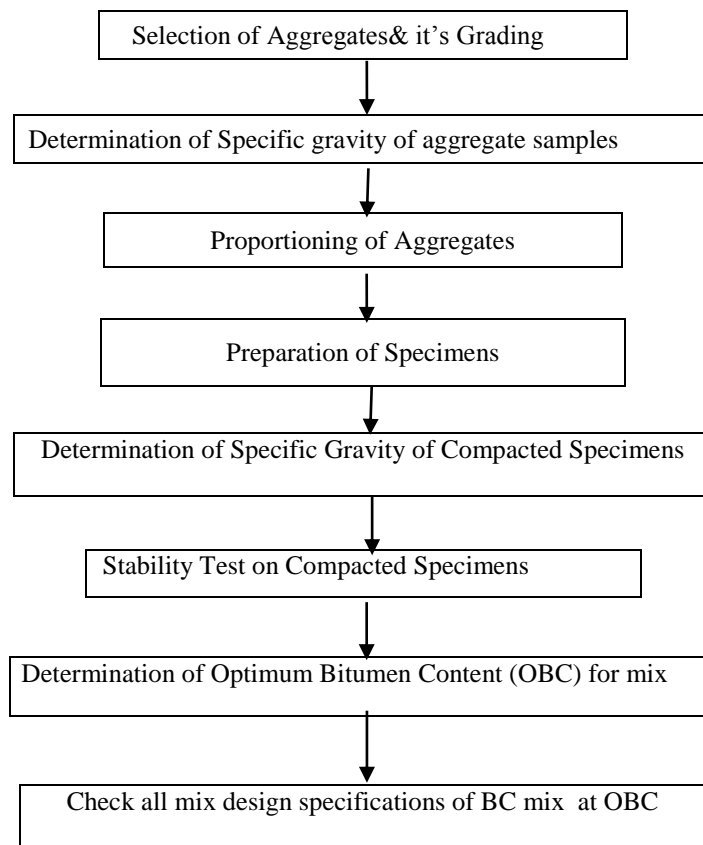 Selection of Aggregates& it's Grading
Determination of Specific gravity of aggregate samples
Proportioning of Aggregates
Preparation of Specimens
Determination of Specific Gravity of Compacted Specimens
Stability Test on Compacted Specimens
Determination of Optimum Bitumen Content (OBC) for mix
Check all mix design specifications of BC mix at OBC